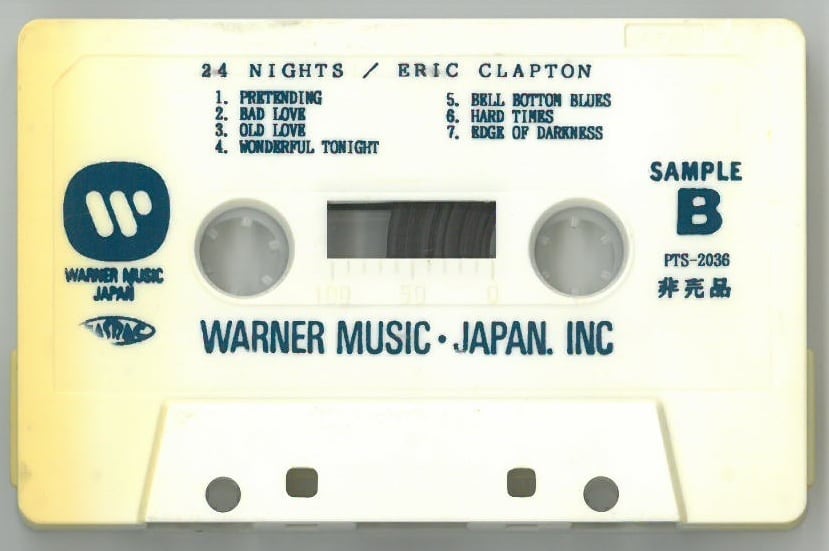 24 NIGHTS / ERIC CLAPTON
1. PRETENDING
2. BAD LOVE
3. OLD LOVE
4. WONDERFUL TONIGHT
5. BELL BOTTOM BLUES
6. HARD TIMES
7. EDGE OF DARKNESS
SAMPLE
B
PTS-2036
非売品
WARNER MUSIC
JAPAN
JASRAC
100 50 0
WARNER MUSIC・JAPAN. INC